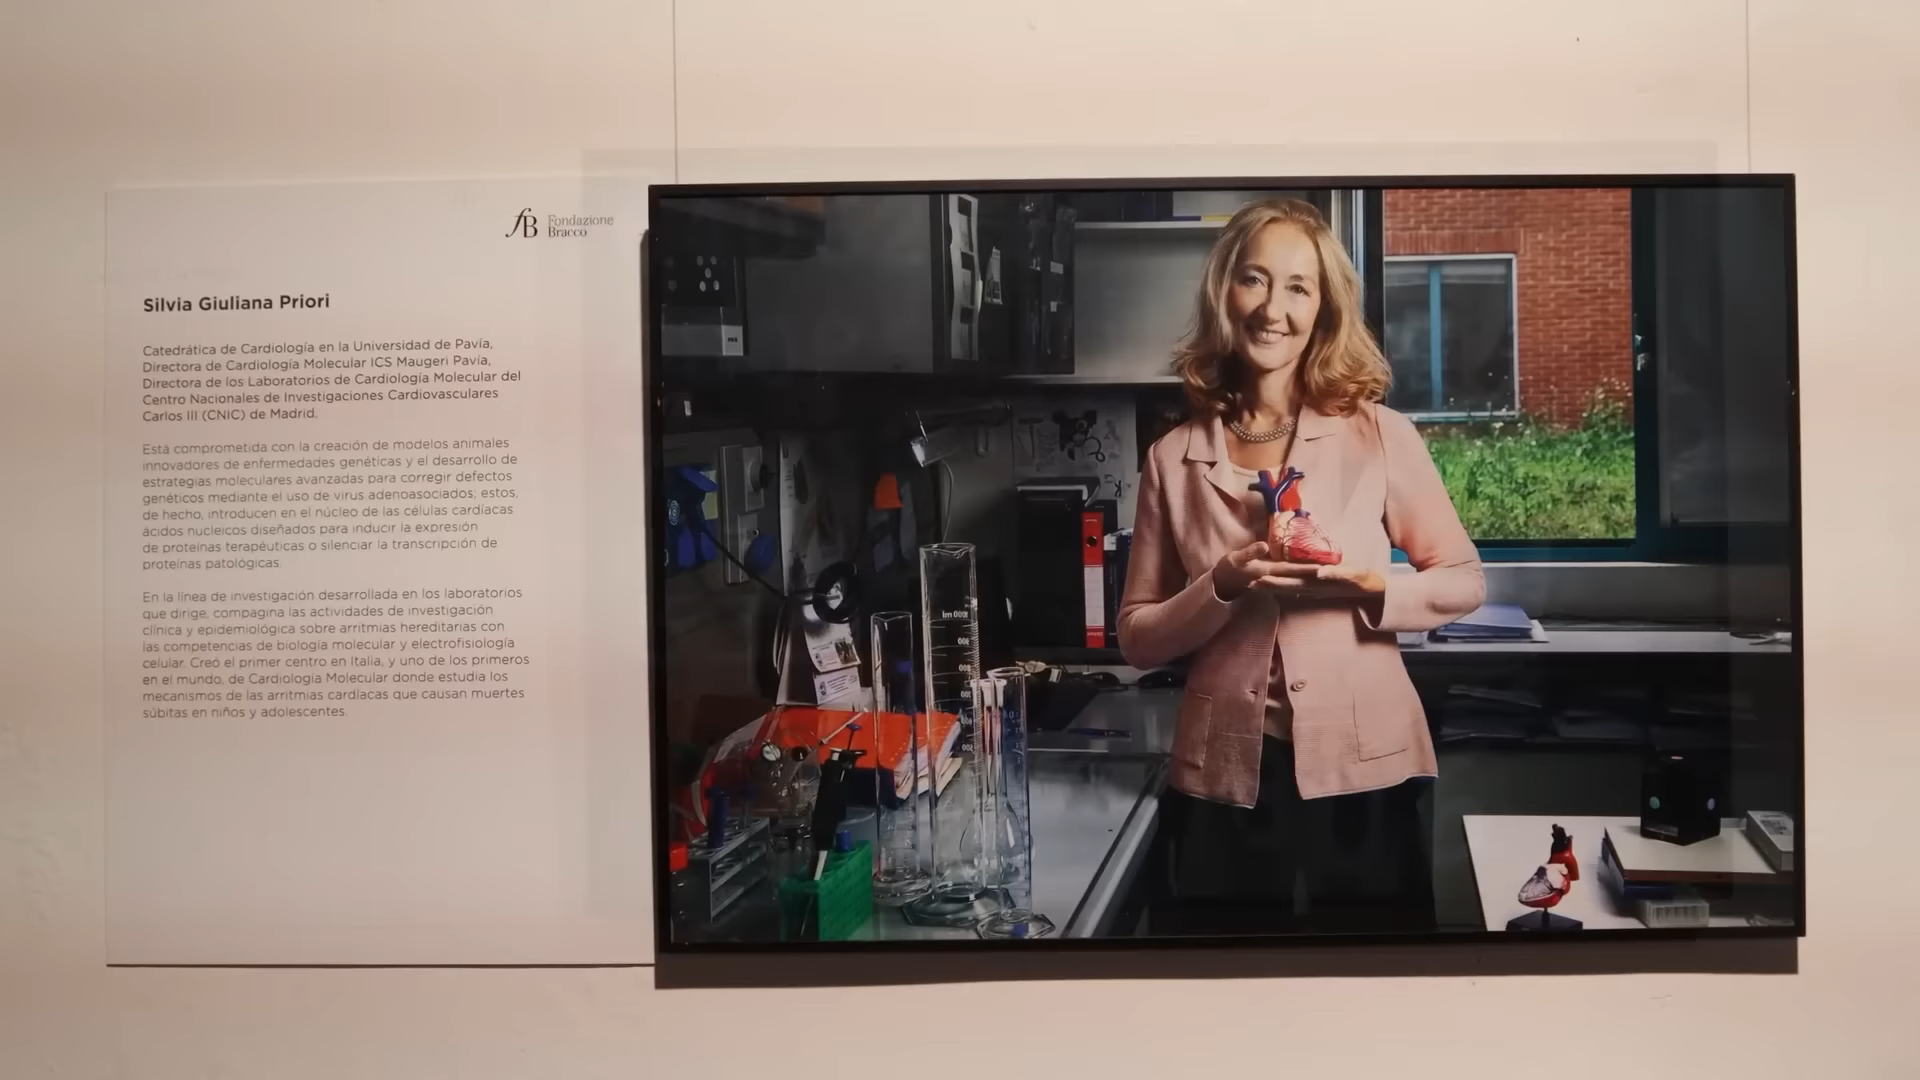 fB Fondazione
Bracco
Silvia Giuliana Priori
Catedrática de Cardiología en la Universidad de Pavía,
Directora de Cardiología Molecular ICS Maugeri Pavía,
Directora de los Laboratorios de Cardiología Molecular del
Centro Nacionales de Investigaciones Cardiovasculares
Carlos III (CNIC) de Madrid.
Está comprometida con la creación de modelos animales
innovadores de enfermedades genéticas y el desarrollo de
estrategias moleculares avanzadas para corregir defectos
genéticos mediante el uso de virus adenoasociados; estos,
de hecho, introducen en el núcleo de las células cardíacas
ácidos nucleicos diseñados para inducir la expresión
de proteínas terapéuticas o silenciar la transcripción de
proteínas patológicas.
En la línea de investigación desarrollada en los laboratorios
que dirige, compagina las actividades de investigación
clínica y epidemiológica sobre arritmias hereditarias con
las competencias de biología molecular y electrofisiología
celular. Creó el primer centro en Italia, y uno de los primeros
en el mundo, de Cardiología Molecular donde estudia los
mecanismos de las arritmias cardíacas que causan muertes
súbitas en niños y adolescentes.